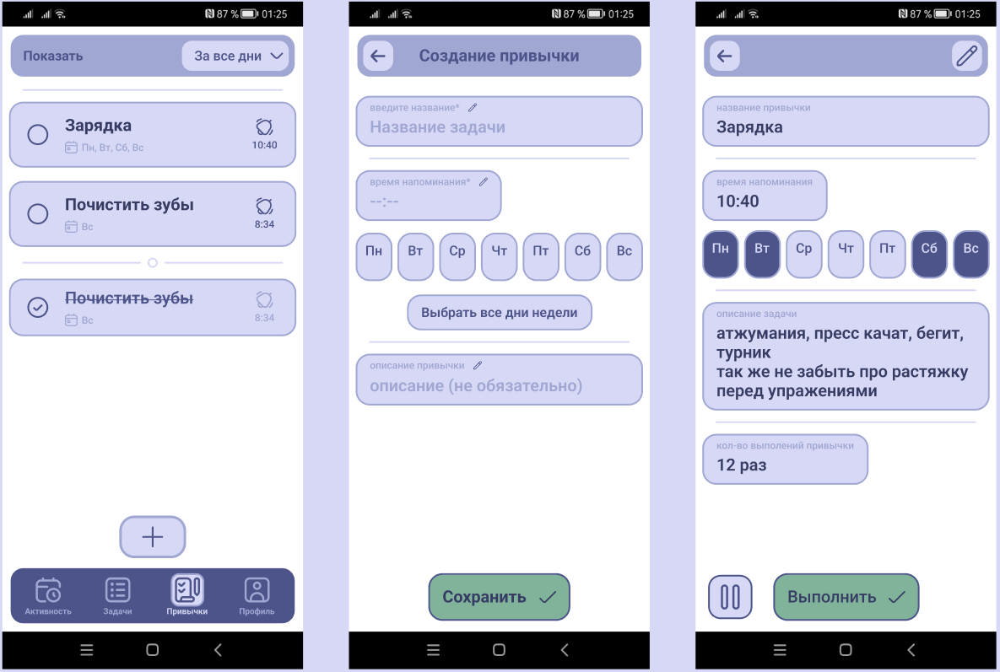 87 % 01:25
Показать
За все дни
Зарядка
Пн, Вт, Сб, Вс
10:40
Почистить зубы
Вс
8:34
Почистить зубы
Вс
8:34
Активность
Задачи
Привычки
Профиль
87 % 01:25
Создание привычки
введите название*
Название задачи
время напоминания*
--:--
Пн Вт Ср Чт Пт Сб Вс
Выбрать все дни недели
описание привычки
описание (не обязательно)
Сохранить
87 % 01:25
название привычки
Зарядка
время напоминания
10:40
Пн Вт Ср Чт Пт Сб Вс
описание задачи
атжумания, пресс качат, бегит,
турник
так же не забыть про растяжку
перед упражениями
кол-во выполений привычки
12 раз
Выполнить